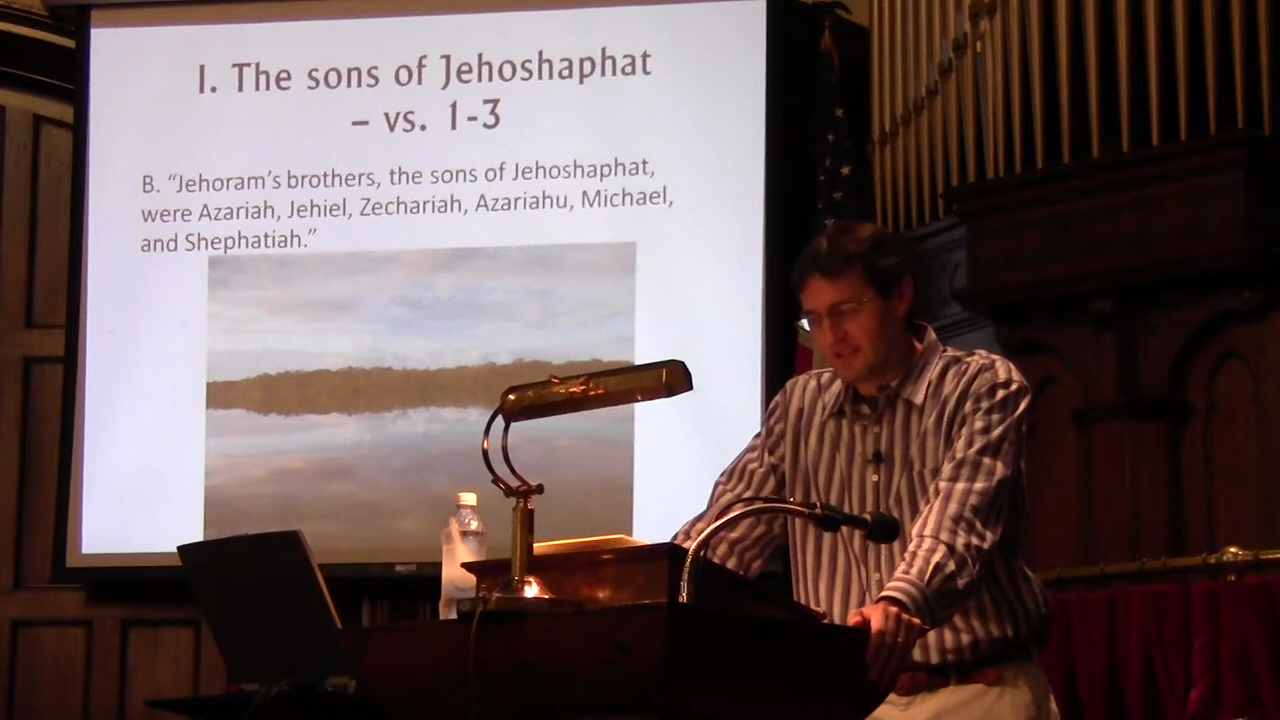 I. The sons of Jehoshaphat
– vs. 1-3
B. “Jehoram’s brothers, the sons of Jehoshaphat,
were Azariah, Jehiel, Zechariah, Azariahu, Michael,
and Shephatiah.”